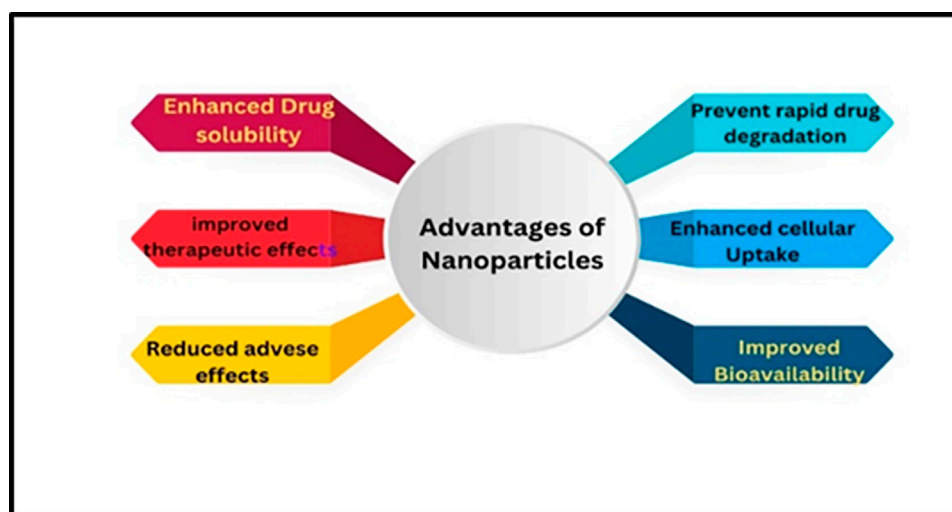 Enhanced Drug
solubility
improved
therapeutic effects
Reduced advese
effects
Advantages of
Nanoparticles
Prevent rapid drug
degradation
Enhanced cellular
Uptake
Improved
Bioavailability